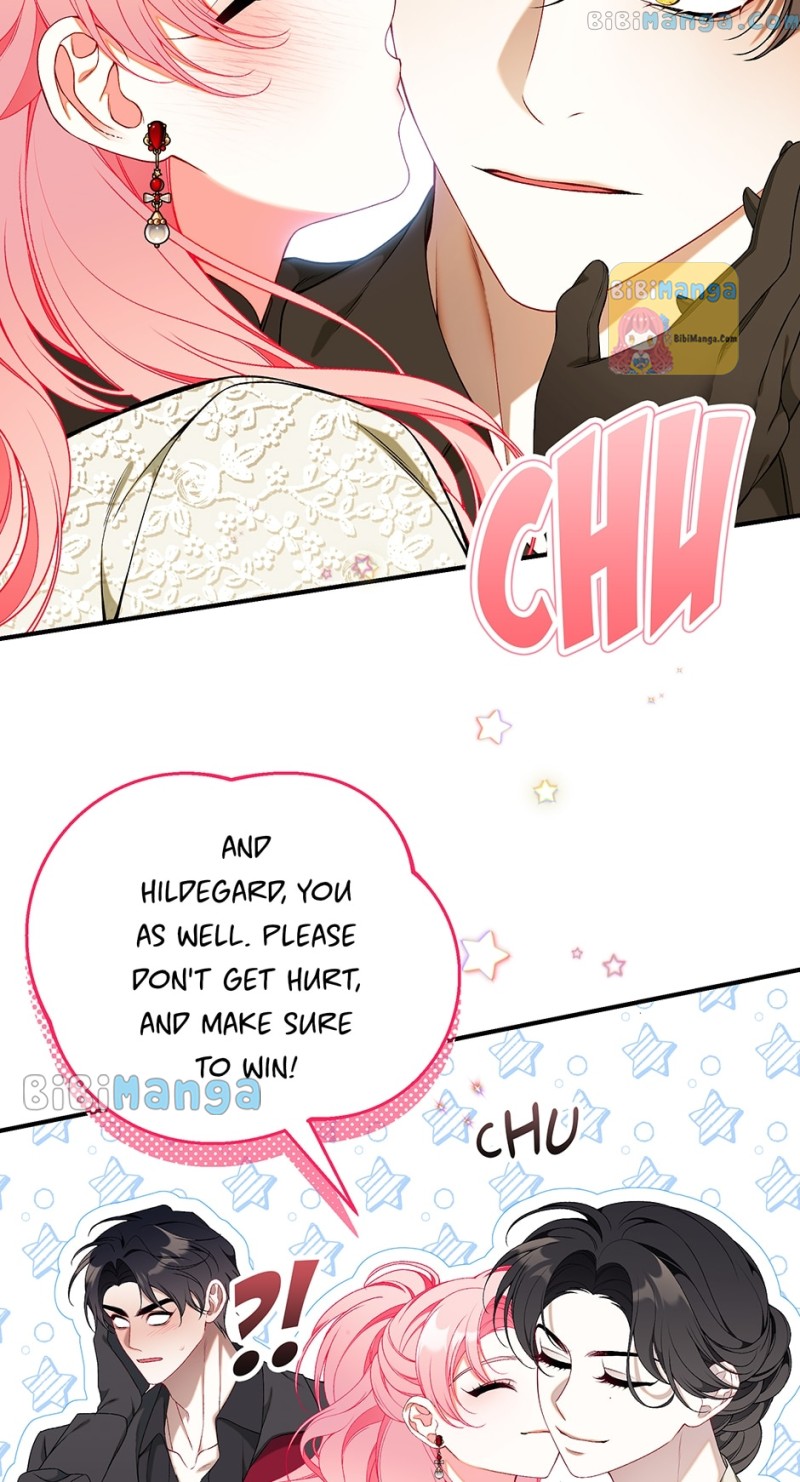 BiBiManga.com
BiBiManga
BibiManga.Com
CHU
AND
HILDEGARD, YOU
AS WELL. PLEASE
DON'T GET HURT,
AND MAKE SURE
TO WIN!
BiBiManga
CHU
?!